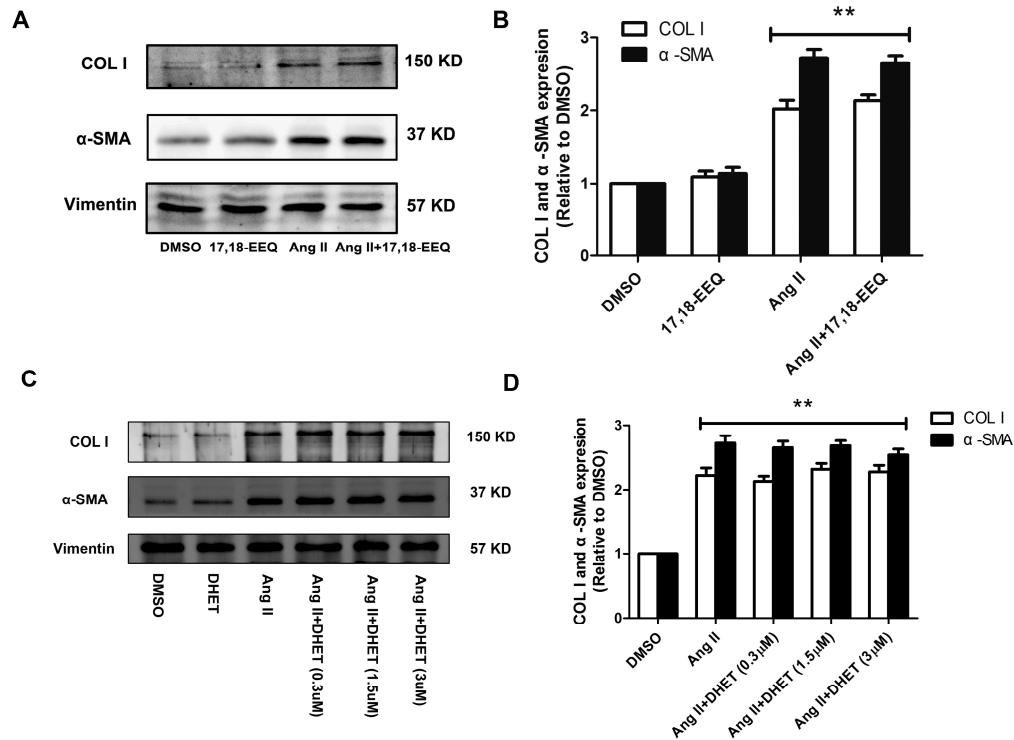 A
COL I
150 KD
α-SMA
37 KD
Vimentin
57 KD
DMSO 17,18-EEQ Ang II Ang II+17,18-EEQ
B
**
COL I
α -SMA
COL I and α -SMA expresion
(Relative to DMSO)
3
2
1
0
DMSO
17,18-EEQ
Ang II
Ang II+17,18-EEQ
C
COL I
150 KD
α-SMA
37 KD
Vimentin
57 KD
DMSO
DHET
Ang II
Ang II+DHET (0.3uM)
Ang II+DHET (1.5uM)
Ang II+DHET (3uM)
D
**
COL I
α -SMA
COL I and α -SMA expresion
(Relative to DMSO)
3
2
1
0
DMSO
Ang II
Ang II+DHET (0.3μM)
Ang II+DHET (1.5μM)
Ang II+DHET (3μM)